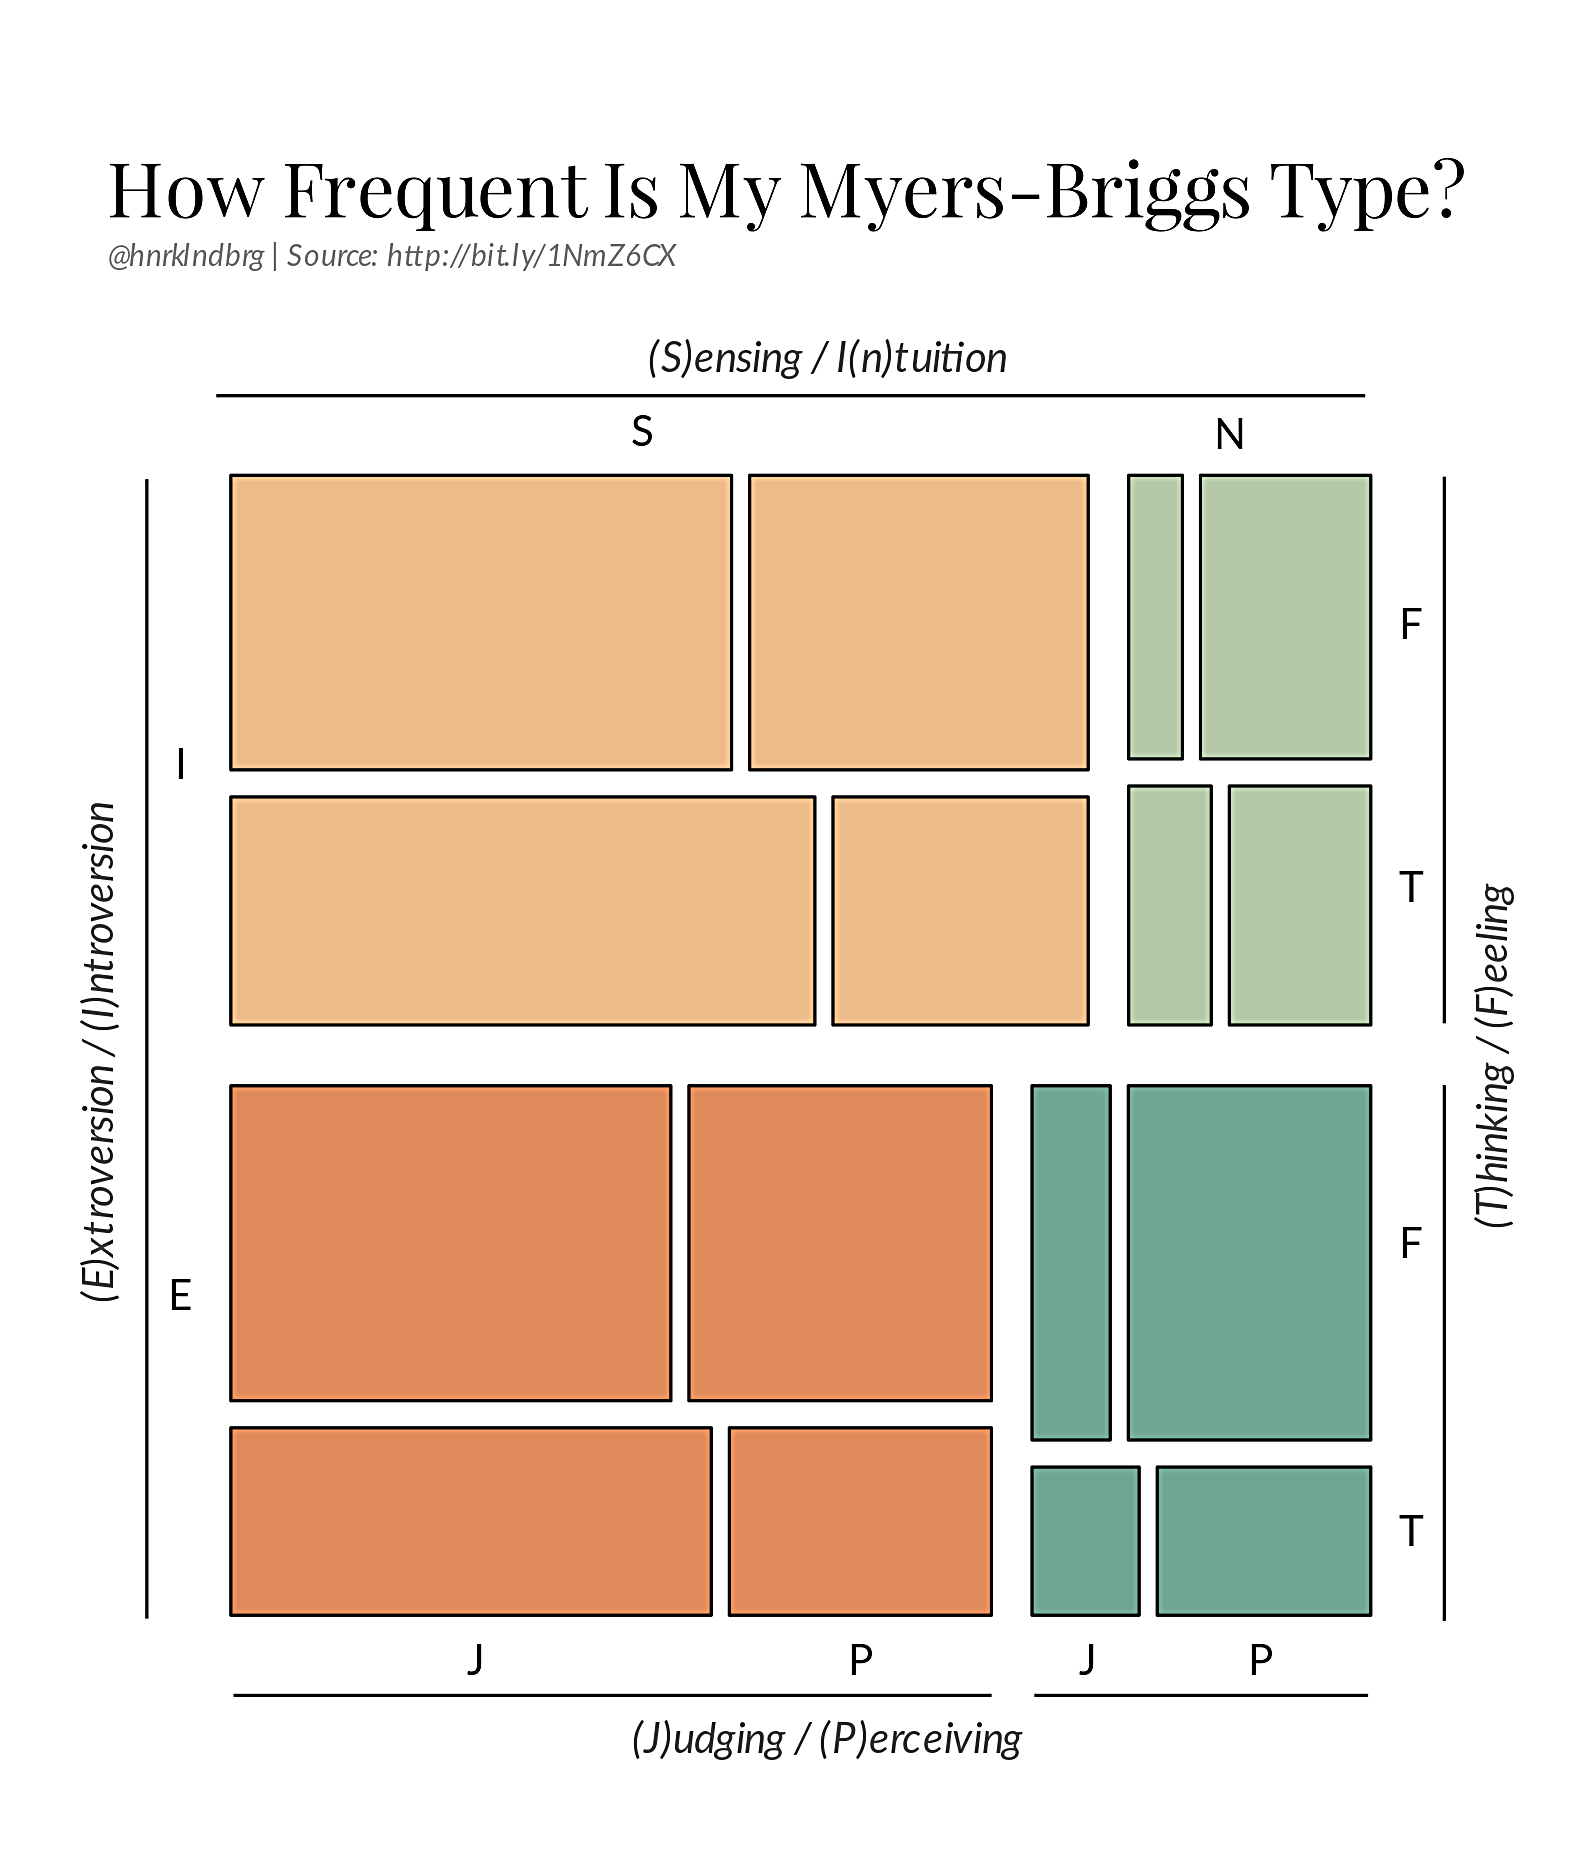 How Frequent Is My Myers-Briggs Type?
@hnrklndbrg | Source: http://bit.ly/1NmZ6CX
(S)ensing / I(n)tuition
S
N
(E)xtroversion / (I)ntroversion
I
E
F
T
F
T
(T)hinking / (F)eeling
J
P
J
P
(J)udging / (P)erceiving